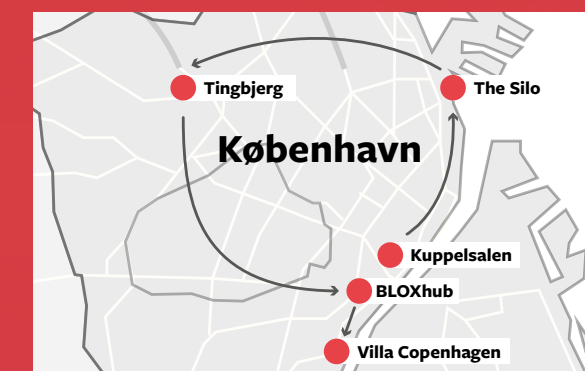 Tingbjerg
The Silo
København
Kuppelsalen
BLOXhub
Villa Copenhagen